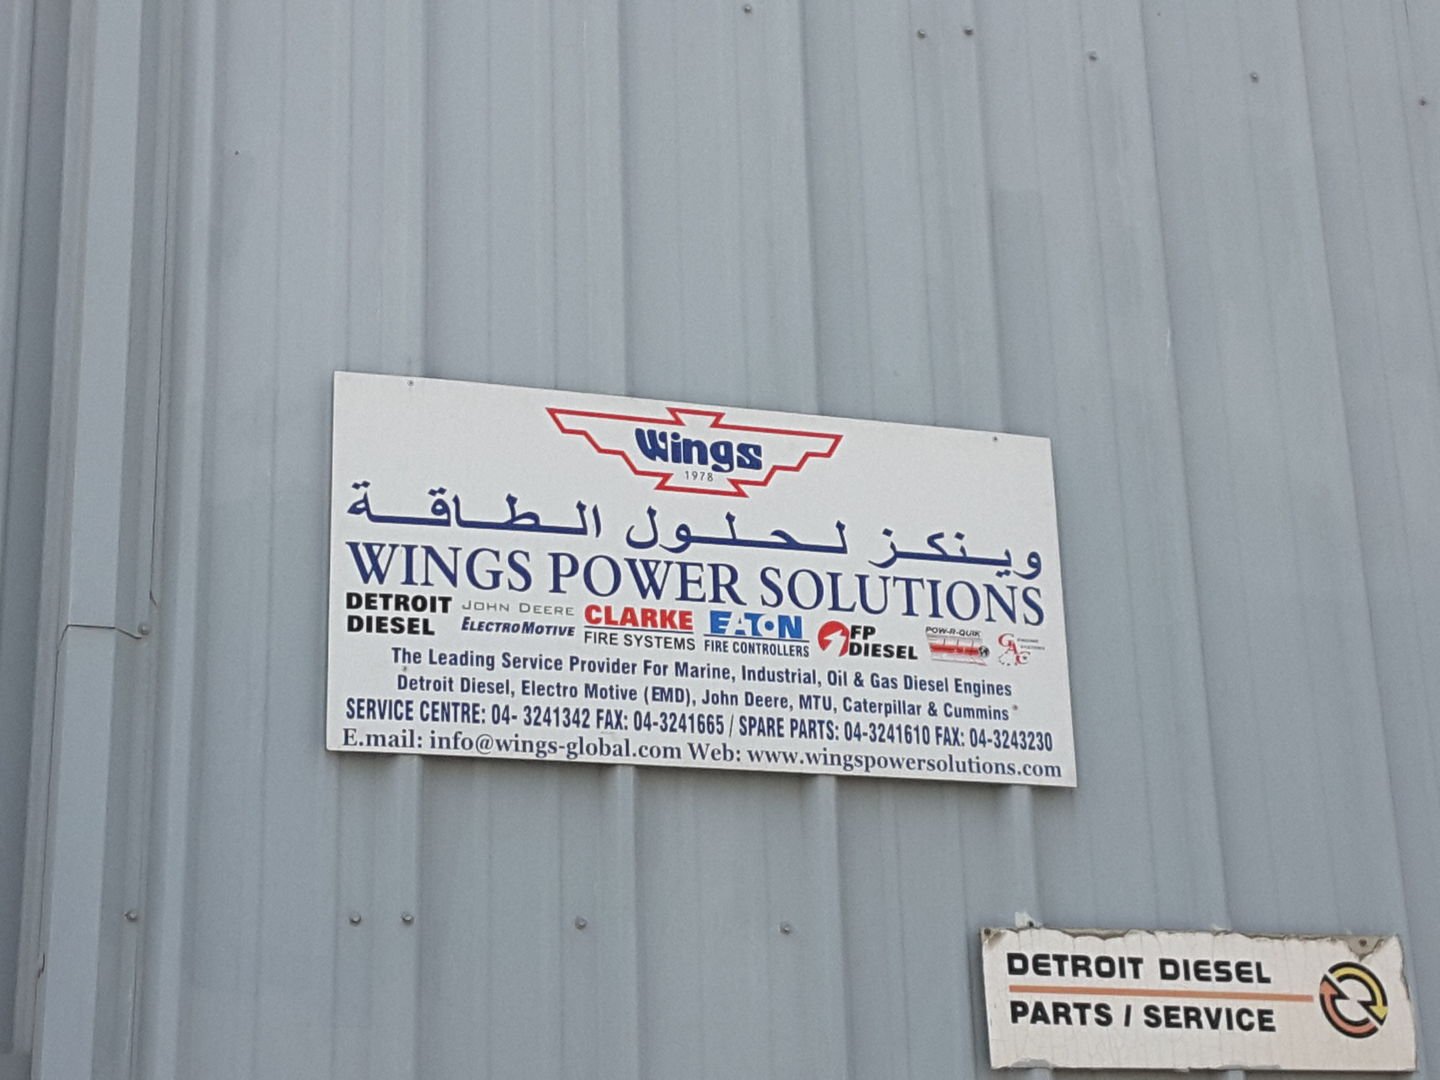 Wings
1978
وينكز لحلول الطاقة
WINGS POWER SOLUTIONS
DETROIT DIESEL
JOHN DEERE
ELECTROMOTIVE
CLARKE
FIRE SYSTEMS
EATON
FIRE CONTROLLERS
FP DIESEL
POW-R-QUIK
GAC
The Leading Service Provider For Marine, Industrial, Oil & Gas Diesel Engines
Detroit Diesel, Electro Motive (EMD), John Deere, MTU, Caterpillar & Cummins
SERVICE CENTRE: 04- 3241342 FAX: 04-3241665 / SPARE PARTS: 04-3241610 FAX: 04-3243230
E.mail: info@wings-global.com Web: www.wingspowersolutions.com
DETROIT DIESEL
PARTS / SERVICE